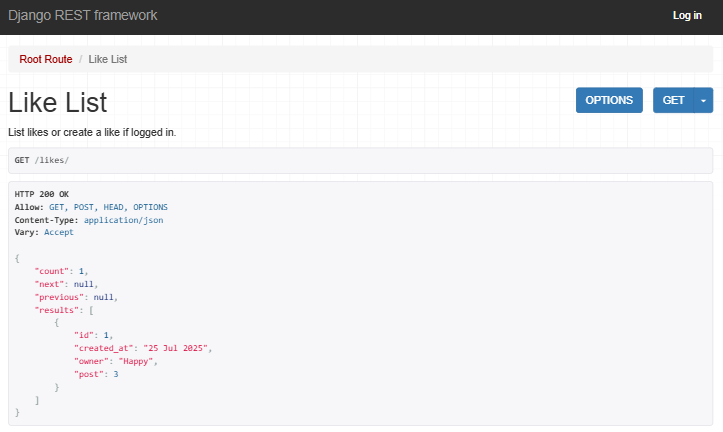 Django REST framework Log in
Root Route / Like List
Like List OPTIONS GET
List likes or create a like if logged in.
GET /likes/
HTTP 200 OK
Allow: GET, POST, HEAD, OPTIONS
Content-Type: application/json
Vary: Accept
{
    "count": 1,
    "next": null,
    "previous": null,
    "results": [
        {
            "id": 1,
            "created_at": "25 Jul 2025",
            "owner": "Happy",
            "post": 3
        }
    ]
}